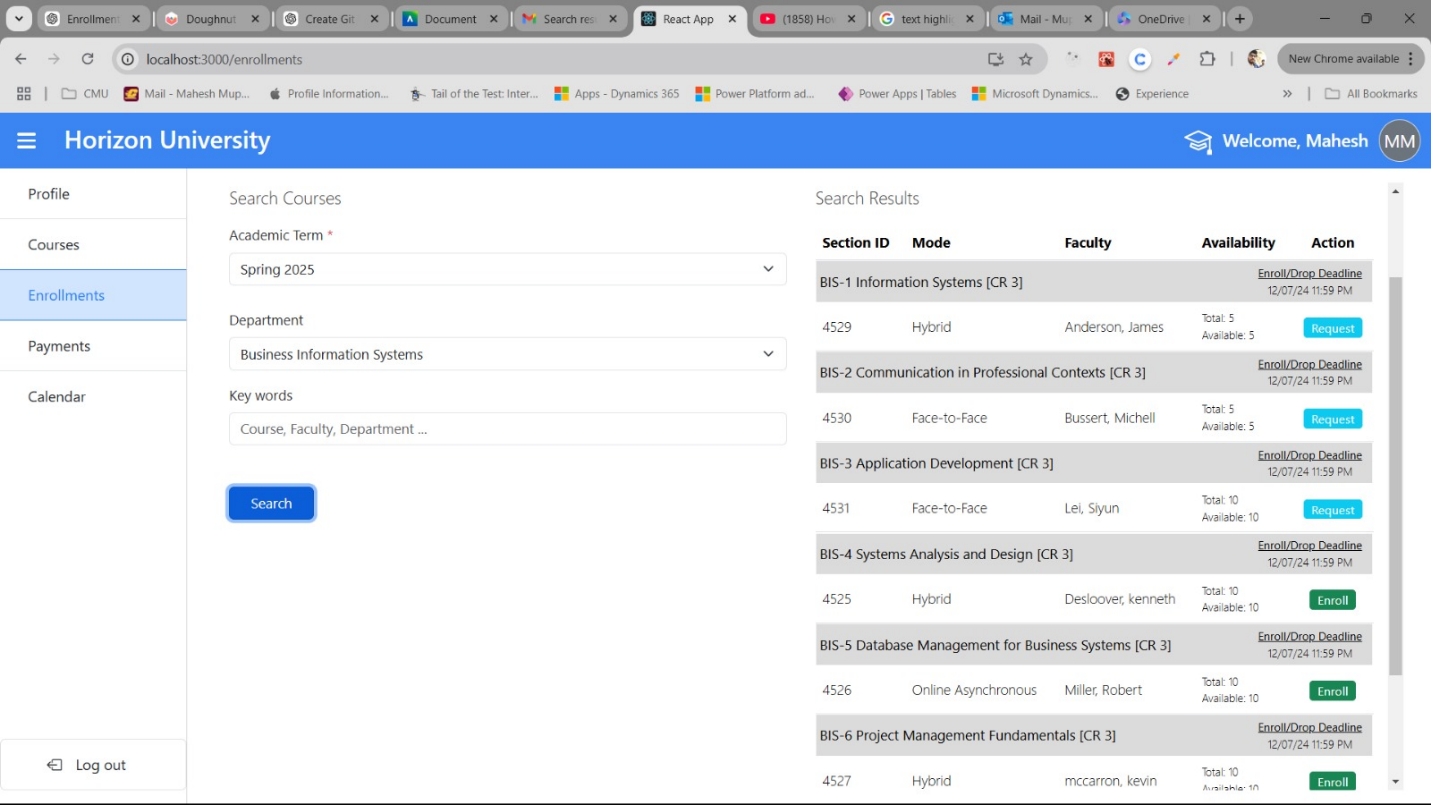 Enrollment
Doughnut
Create Git
Document
Search res
React App
(1858) Ho
text highli
Mail - Mu
OneDrive
localhost:3000/enrollments
New Chrome available
CMU
Mail - Mahesh Mup...
Profile Information...
Tail of the Test: Inter...
Apps - Dynamics 365
Power Platform ad...
Power Apps | Tables
Microsoft Dynamics...
Experience
All Bookmarks
Horizon University
Welcome, Mahesh
MM
Profile
Courses
Enrollments
Payments
Calendar
Log out
Search Courses
Academic Term *
Spring 2025
Department
Business Information Systems
Key words
Course, Faculty, Department ...
Search
Search Results
Section ID Mode Faculty Availability Action
BIS-1 Information Systems [CR 3]
Enroll/Drop Deadline
12/07/24 11:59 PM
4529 Hybrid Anderson, James
Total: 5
Available: 5
Request
BIS-2 Communication in Professional Contexts [CR 3]
Enroll/Drop Deadline
12/07/24 11:59 PM
4530 Face-to-Face Bussert, Michell
Total: 5
Available: 5
Request
BIS-3 Application Development [CR 3]
Enroll/Drop Deadline
12/07/24 11:59 PM
4531 Face-to-Face Lei, Siyun
Total: 10
Available: 10
Request
BIS-4 Systems Analysis and Design [CR 3]
Enroll/Drop Deadline
12/07/24 11:59 PM
4525 Hybrid Desloover, kenneth
Total: 10
Available: 10
Enroll
BIS-5 Database Management for Business Systems [CR 3]
Enroll/Drop Deadline
12/07/24 11:59 PM
4526 Online Asynchronous Miller, Robert
Total: 10
Available: 10
Enroll
BIS-6 Project Management Fundamentals [CR 3]
Enroll/Drop Deadline
12/07/24 11:59 PM
4527 Hybrid mccarron, kevin
Total: 10
Available: 10
Enroll